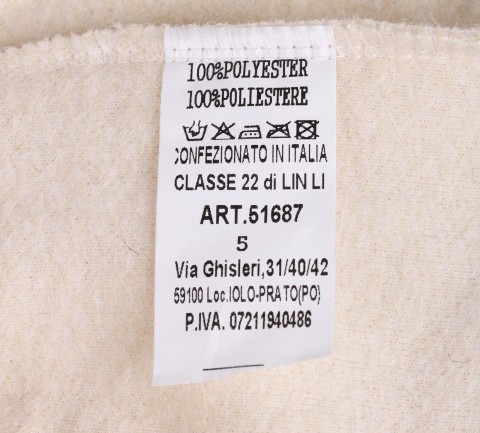 100%POLYESTER
100%POLIESTERE
CONFEZIONATO IN ITALIA
CLASSE 22 di LIN LI
ART.51687
5
Via Ghisleri,31/40/42
59100 Loc.IOLO-PRATO(PO)
P.IVA. 07211940486